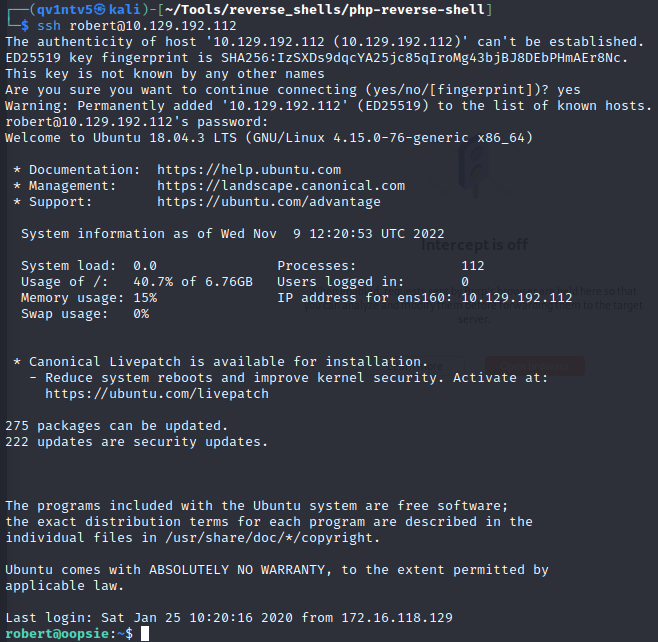 ┌──(qv1ntv5㉿kali)-[~/Tools/reverse_shells/php-reverse-shell]
└─$ ssh robert@10.129.192.112
The authenticity of host '10.129.192.112 (10.129.192.112)' can't be established.
ED25519 key fingerprint is SHA256:IzSXDs9dqcYA25jc85qIroMg43bjBJ8DEbPHmAEr8Nc.
This key is not known by any other names
Are you sure you want to continue connecting (yes/no/[fingerprint])? yes
Warning: Permanently added '10.129.192.112' (ED25519) to the list of known hosts.
robert@10.129.192.112's password:
Welcome to Ubuntu 18.04.3 LTS (GNU/Linux 4.15.0-76-generic x86_64)
 * Documentation:  https://help.ubuntu.com
 * Management:     https://landscape.canonical.com
 * Support:        https://ubuntu.com/advantage
  System information as of Wed Nov  9 12:20:53 UTC 2022
Intercept is off
  System load:  0.0               Processes:             112
  Usage of /:   40.7% of 6.76GB   Users logged in:       0
  Memory usage: 15%               IP address for ens160: 10.129.192.112
  Swap usage:   0%
 * Canonical Livepatch is available for installation.
   - Reduce system reboots and improve kernel security. Activate at:
     https://ubuntu.com/livepatch
275 packages can be updated.
222 updates are security updates.
The programs included with the Ubuntu system are free software;
the exact distribution terms for each program are described in the
individual files in /usr/share/doc/*/copyright.
Ubuntu comes with ABSOLUTELY NO WARRANTY, to the extent permitted by
applicable law.
Last login: Sat Jan 25 10:20:16 2020 from 172.16.118.129
robert@oopsie:~$